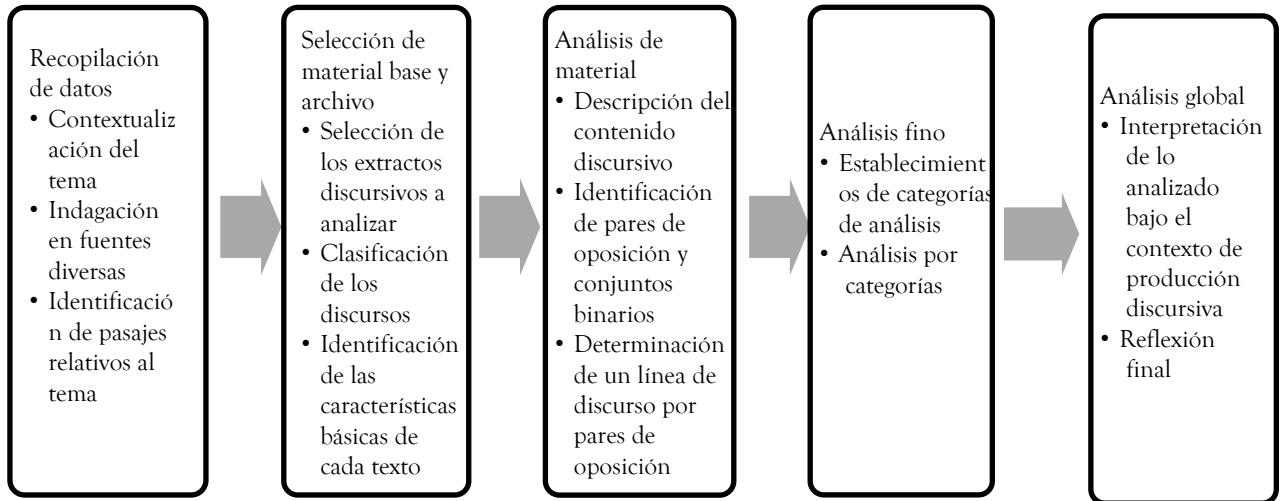 Recopilación
de datos
• Contextualiz
ación del
tema
• Indagación
en fuentes
diversas
• Identificació
n de pasajes
relativos al
tema
Selección de
material base y
archivo
• Selección de
los extractos
discursivos a
analizar
• Clasificación
de los
discursos
• Identificación
de las
características
básicas de
cada texto
Análisis de
material
• Descripción del
contenido
discursivo
• Identificación
de pares de
oposición y
conjuntos
binarios
• Determinación
de un línea de
discurso por
pares de
oposición
Análisis fino
• Establecimient
os de categorías
de análisis
• Análisis por
categorías
Análisis global
• Interpretación
de lo
analizado
bajo el
contexto de
producción
discursiva
• Reflexión
final